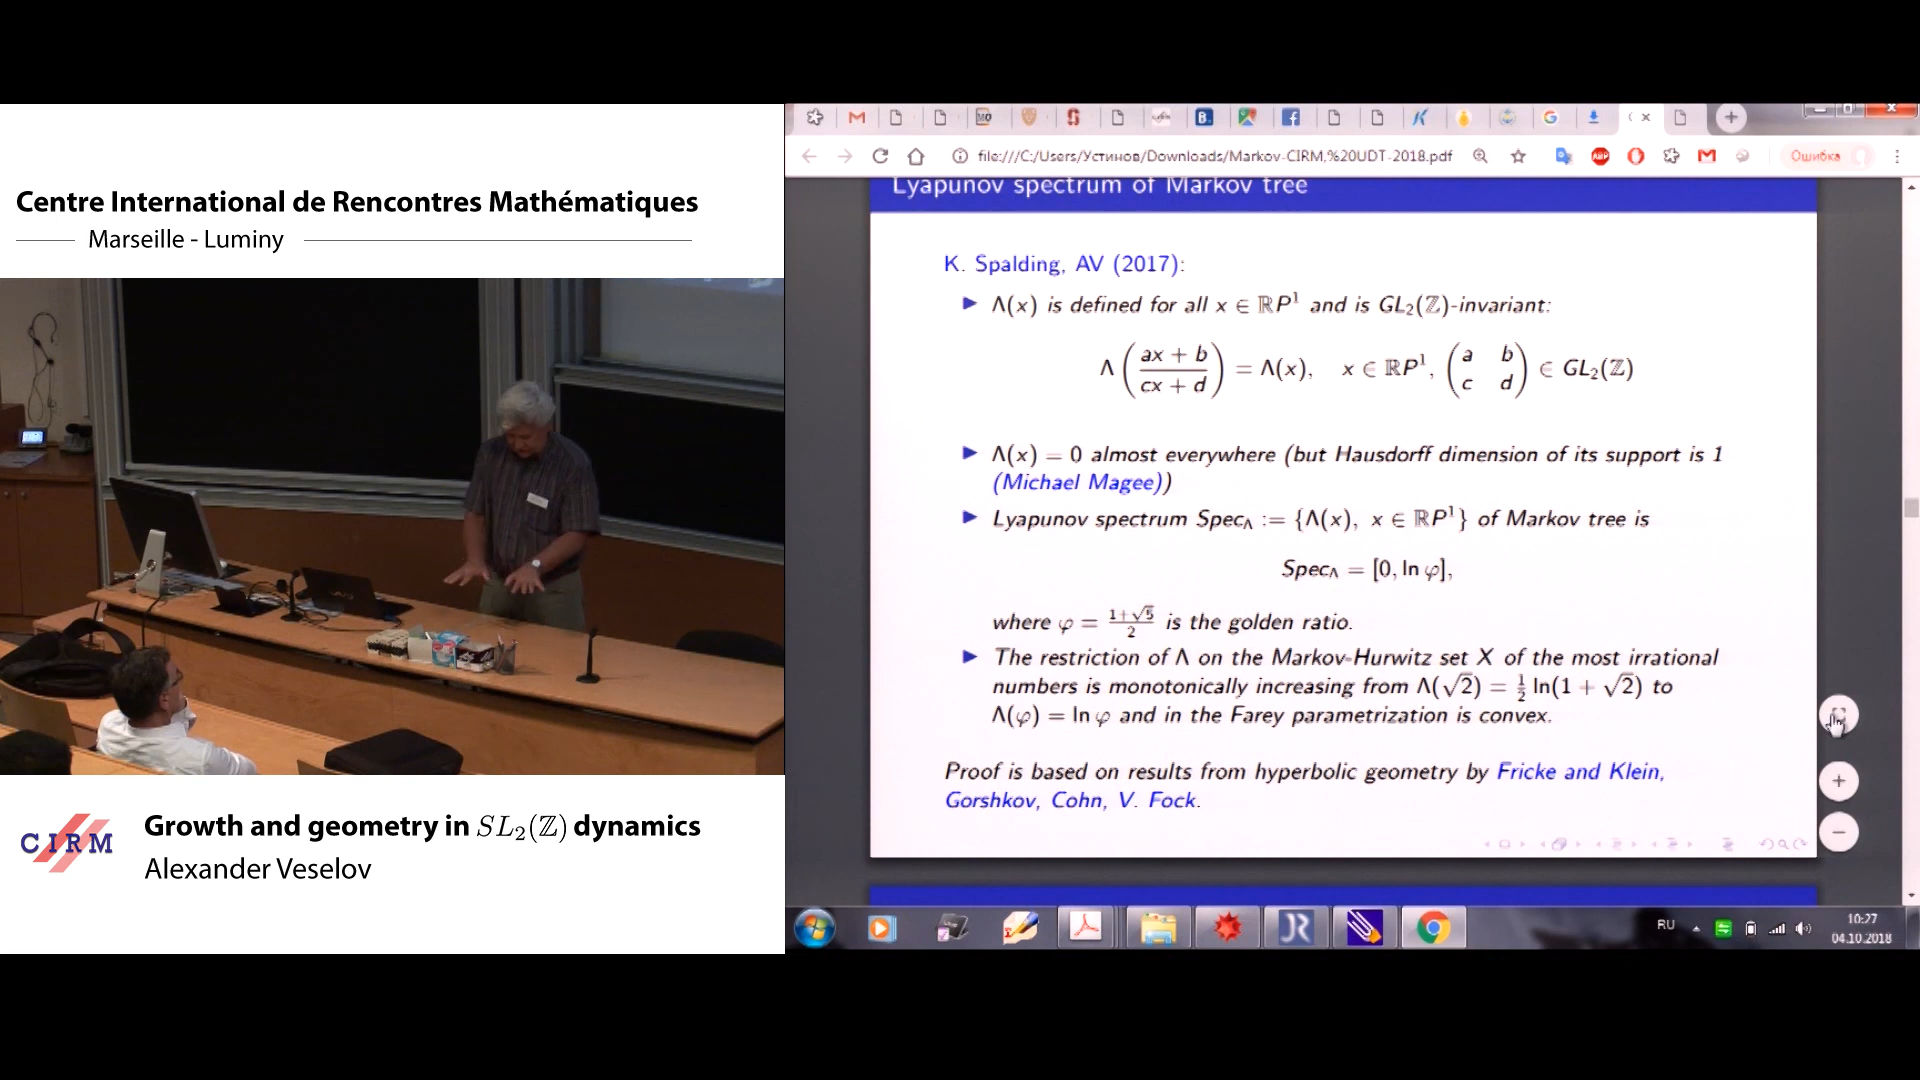 Centre International de Rencontres Mathématiques
Marseille - Luminy
CIRM
Growth and geometry in SL₂(ℤ) dynamics
Alexander Veselov
file:///C:/Users/Устинов/Downloads/Markov-CIRM,%20UDT-2018.pdf
Ошибка
Lyapunov spectrum of Markov tree
K. Spalding, AV (2017):
▶ Λ(x) is defined for all x ∈ ℝP¹ and is GL₂(ℤ)-invariant:
Λ((ax + b)/(cx + d)) = Λ(x), x ∈ ℝP¹, (a b; c d) ∈ GL₂(ℤ)
▶ Λ(x) = 0 almost everywhere (but Hausdorff dimension of its support is 1
(Michael Magee))
▶ Lyapunov spectrum Spec_Λ := {Λ(x), x ∈ ℝP¹} of Markov tree is
Spec_Λ = [0, ln φ],
where φ = (1+√5)/2 is the golden ratio.
▶ The restriction of Λ on the Markov-Hurwitz set X of the most irrational
numbers is monotonically increasing from Λ(√2) = ½ ln(1 + √2) to
Λ(φ) = ln φ and in the Farey parametrization is convex.
Proof is based on results from hyperbolic geometry by Fricke and Klein,
Gorshkov, Cohn, V. Fock.
RU
10:27
04.10.2018